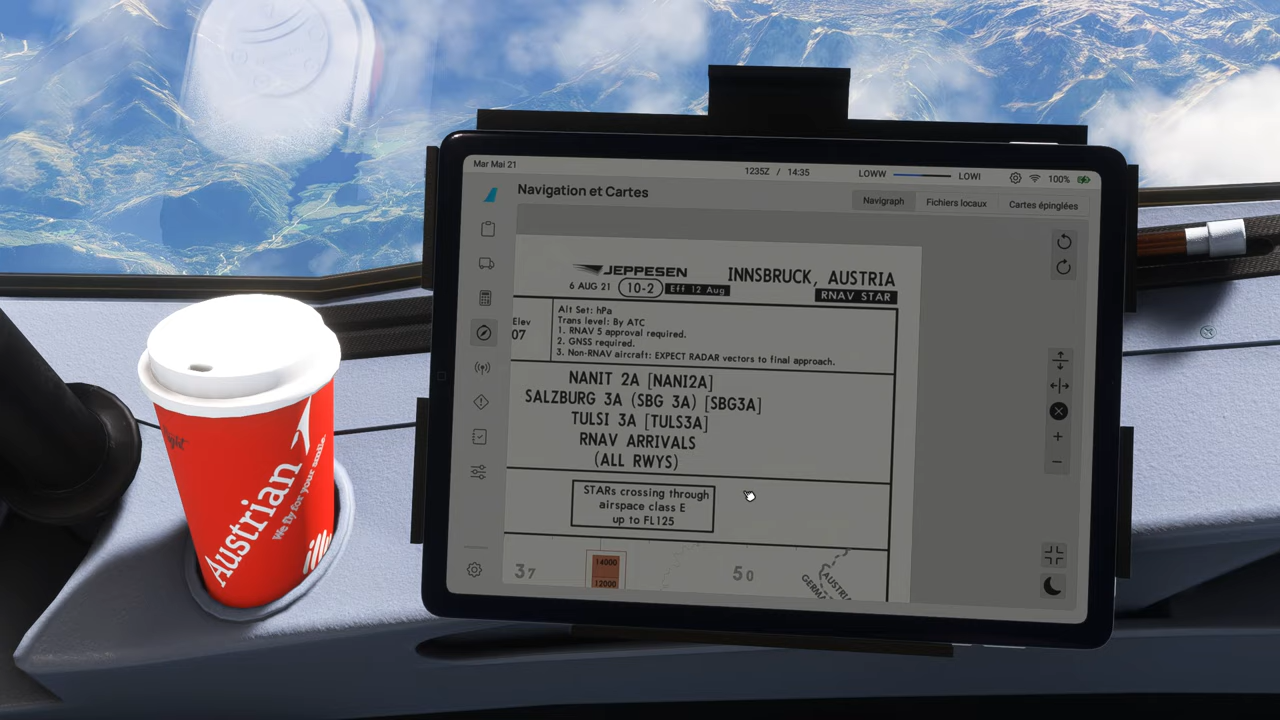 Mar Mai 21
1235Z / 14:35
LOWW
LOWI
100%
Navigation et Cartes
Navigraph
Fichiers locaux
Cartes épinglées
JEPPESEN
INNSBRUCK, AUSTRIA
6 AUG 21
10-2
Eff 12 Aug
RNAV STAR
Elev
07
Alt Set: hPa
Trans level: By ATC
1. RNAV 5 approval required.
2. GNSS required.
3. Non-RNAV aircraft: EXPECT RADAR vectors to final approach.
NANIT 2A [NANI2A]
SALZBURG 3A (SBG 3A) [SBG3A]
TULSI 3A [TULS3A]
RNAV ARRIVALS
(ALL RWYS)
STARs crossing through
airspace class E
up to FL125
37
14000
12000
50
AUSTRIA
Austrian
We fly for your smile.